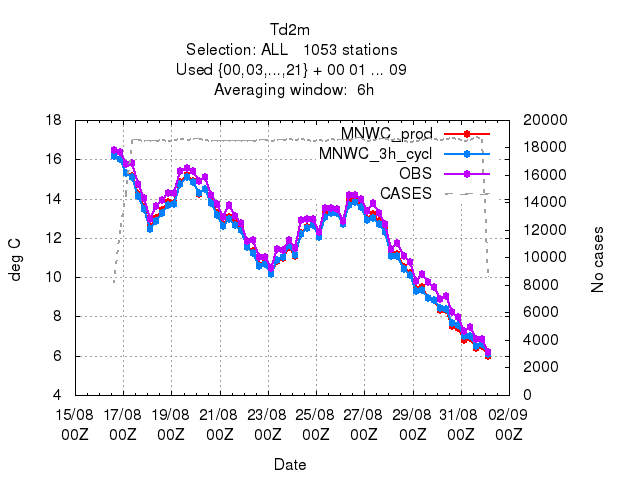 Td2m
Selection: ALL 1053 stations
Used {00,03,...,21} + 00 01 ... 09
Averaging window: 6h
18 20000
MNWC_prod
18000
MNWC_3h_cycl
16 16000
OBS
14 14000
CASES
12000
12
10000
10
8000
8 6000
4000
6
2000
4 0
deg C
No cases
15/08 17/08 19/08 21/08 23/08 25/08 27/08 29/08 31/08 02/09
00Z 00Z 00Z 00Z 00Z 00Z 00Z 00Z 00Z 00Z
Date